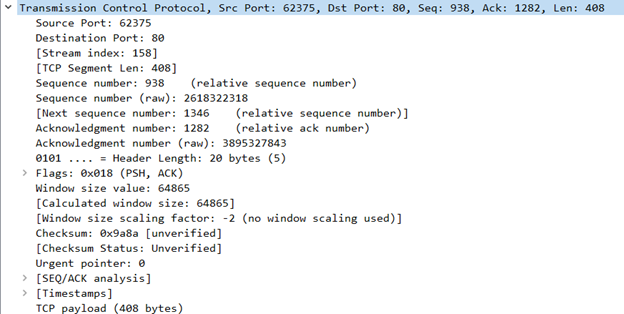 Transmission Control Protocol, Src Port: 62375, Dst Port: 80, Seq: 938, Ack: 1282, Len: 408
Source Port: 62375
Destination Port: 80
[Stream index: 158]
[TCP Segment Len: 408]
Sequence number: 938    (relative sequence number)
Sequence number (raw): 2618322318
[Next sequence number: 1346    (relative sequence number)]
Acknowledgment number: 1282    (relative ack number)
Acknowledgment number (raw): 3895327843
0101 .... = Header Length: 20 bytes (5)
Flags: 0x018 (PSH, ACK)
Window size value: 64865
[Calculated window size: 64865]
[Window size scaling factor: -2 (no window scaling used)]
Checksum: 0x9a8a [unverified]
[Checksum Status: Unverified]
Urgent pointer: 0
[SEQ/ACK analysis]
[Timestamps]
TCP payload (408 bytes)